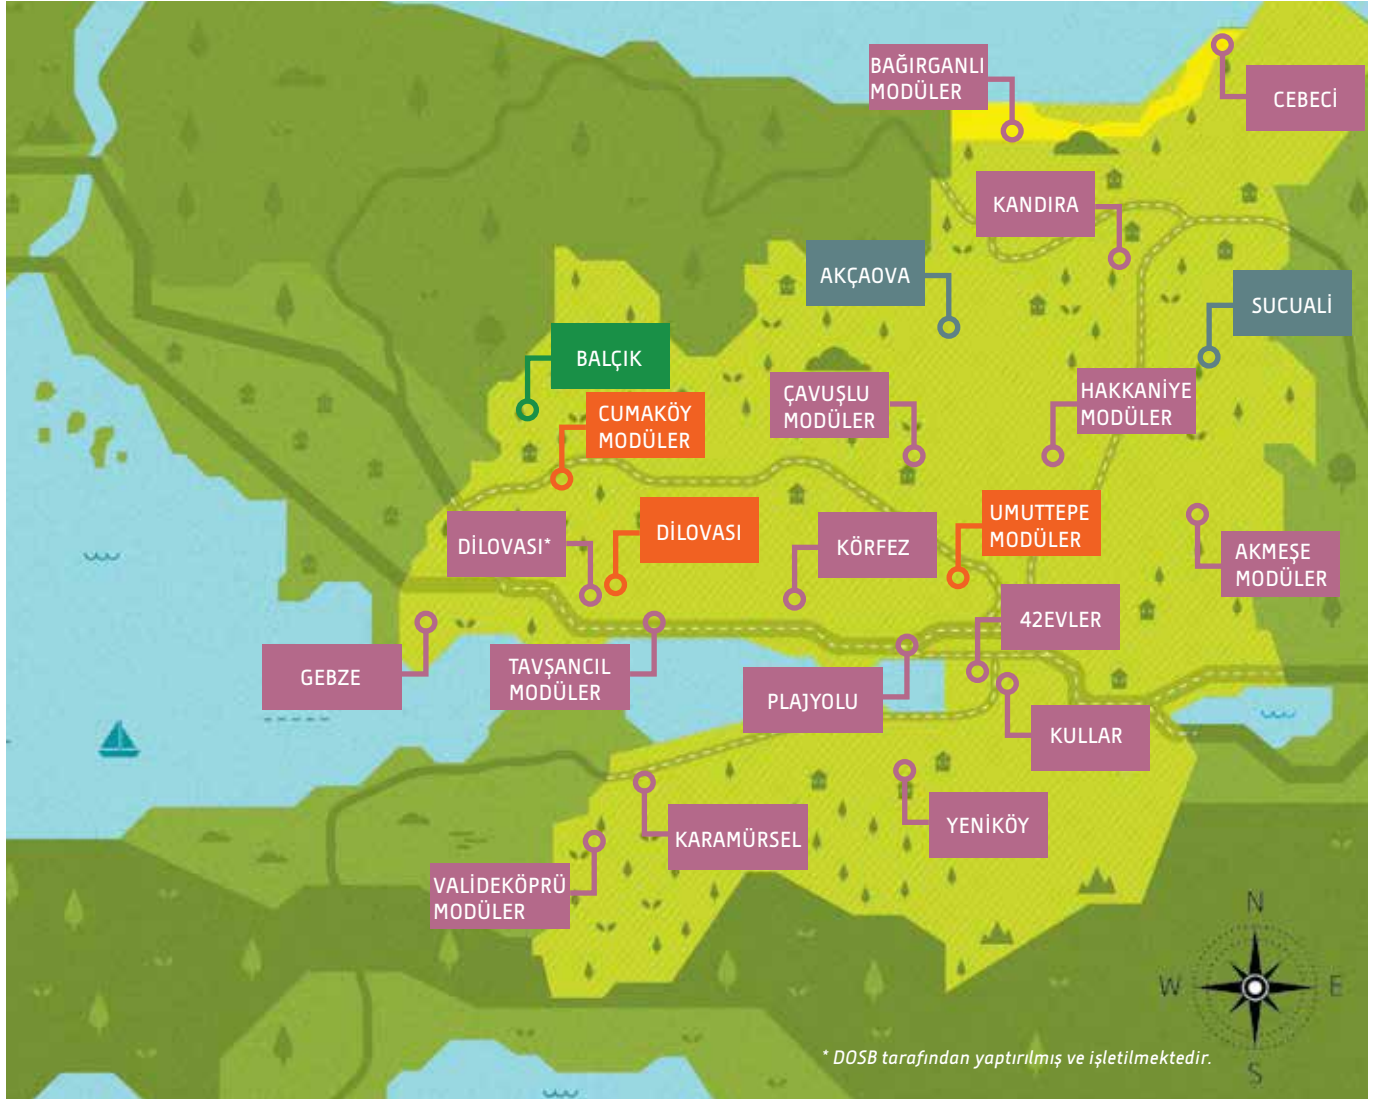 BAĞIRGANLI
MODÜLER
CEBECİ
KANDIRA
AKÇAOVA
SUCUALİ
BALÇIK
CUMAKÖY
MODÜLER
ÇAVUŞLU
MODÜLER
HAKKANİYE
MODÜLER
DİLOVASI*
DİLOVASI
KÖRFEZ
UMUTTEPE
MODÜLER
AKMEŞE
MODÜLER
42EVLER
GEBZE
TAVŞANCIL
MODÜLER
PLAJYOLU
KULLAR
KARAMÜRSEL
YENİKÖY
VALİDEKÖPRÜ
MODÜLER
N
W
E
S
* DOSB tarafından yaptırılmış ve işletilmektedir.